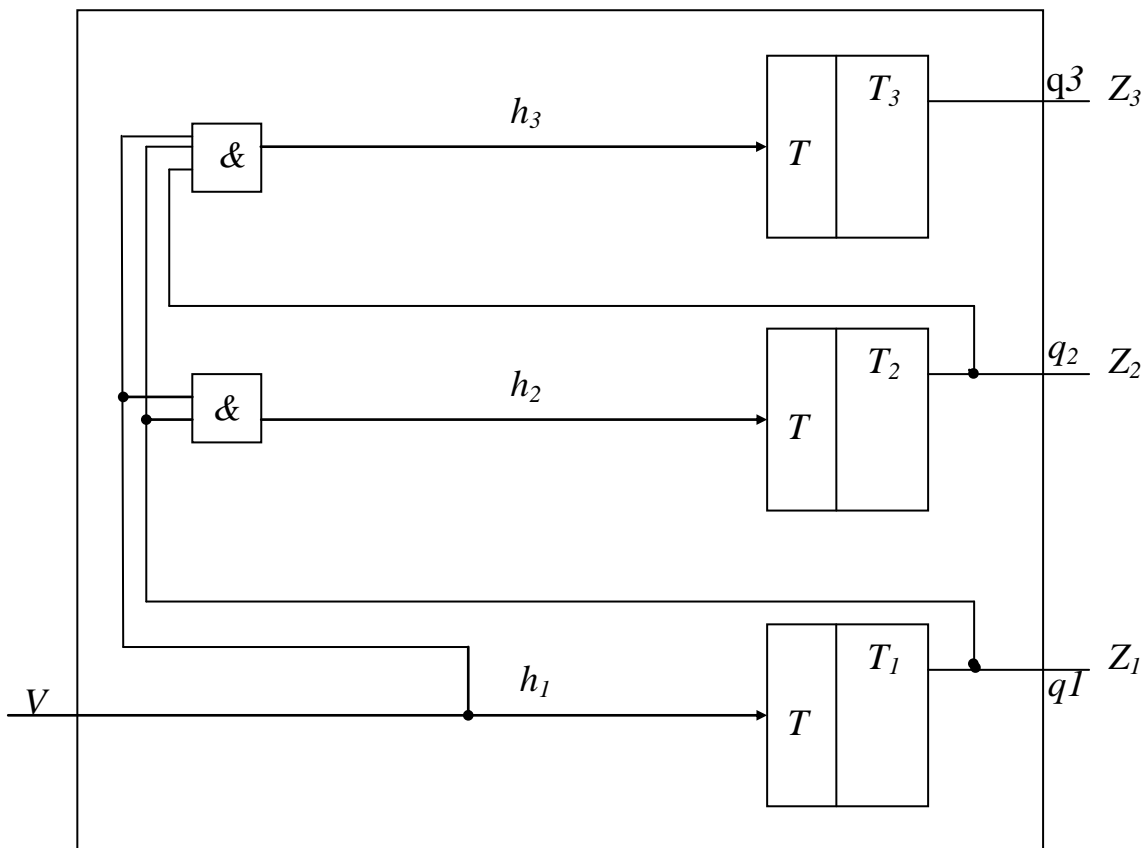 T₃ q3 Z₃
h₃
& T
T₂ q₂ Z₂
h₂
& T
T₁ Z₁
h₁ q1
V T